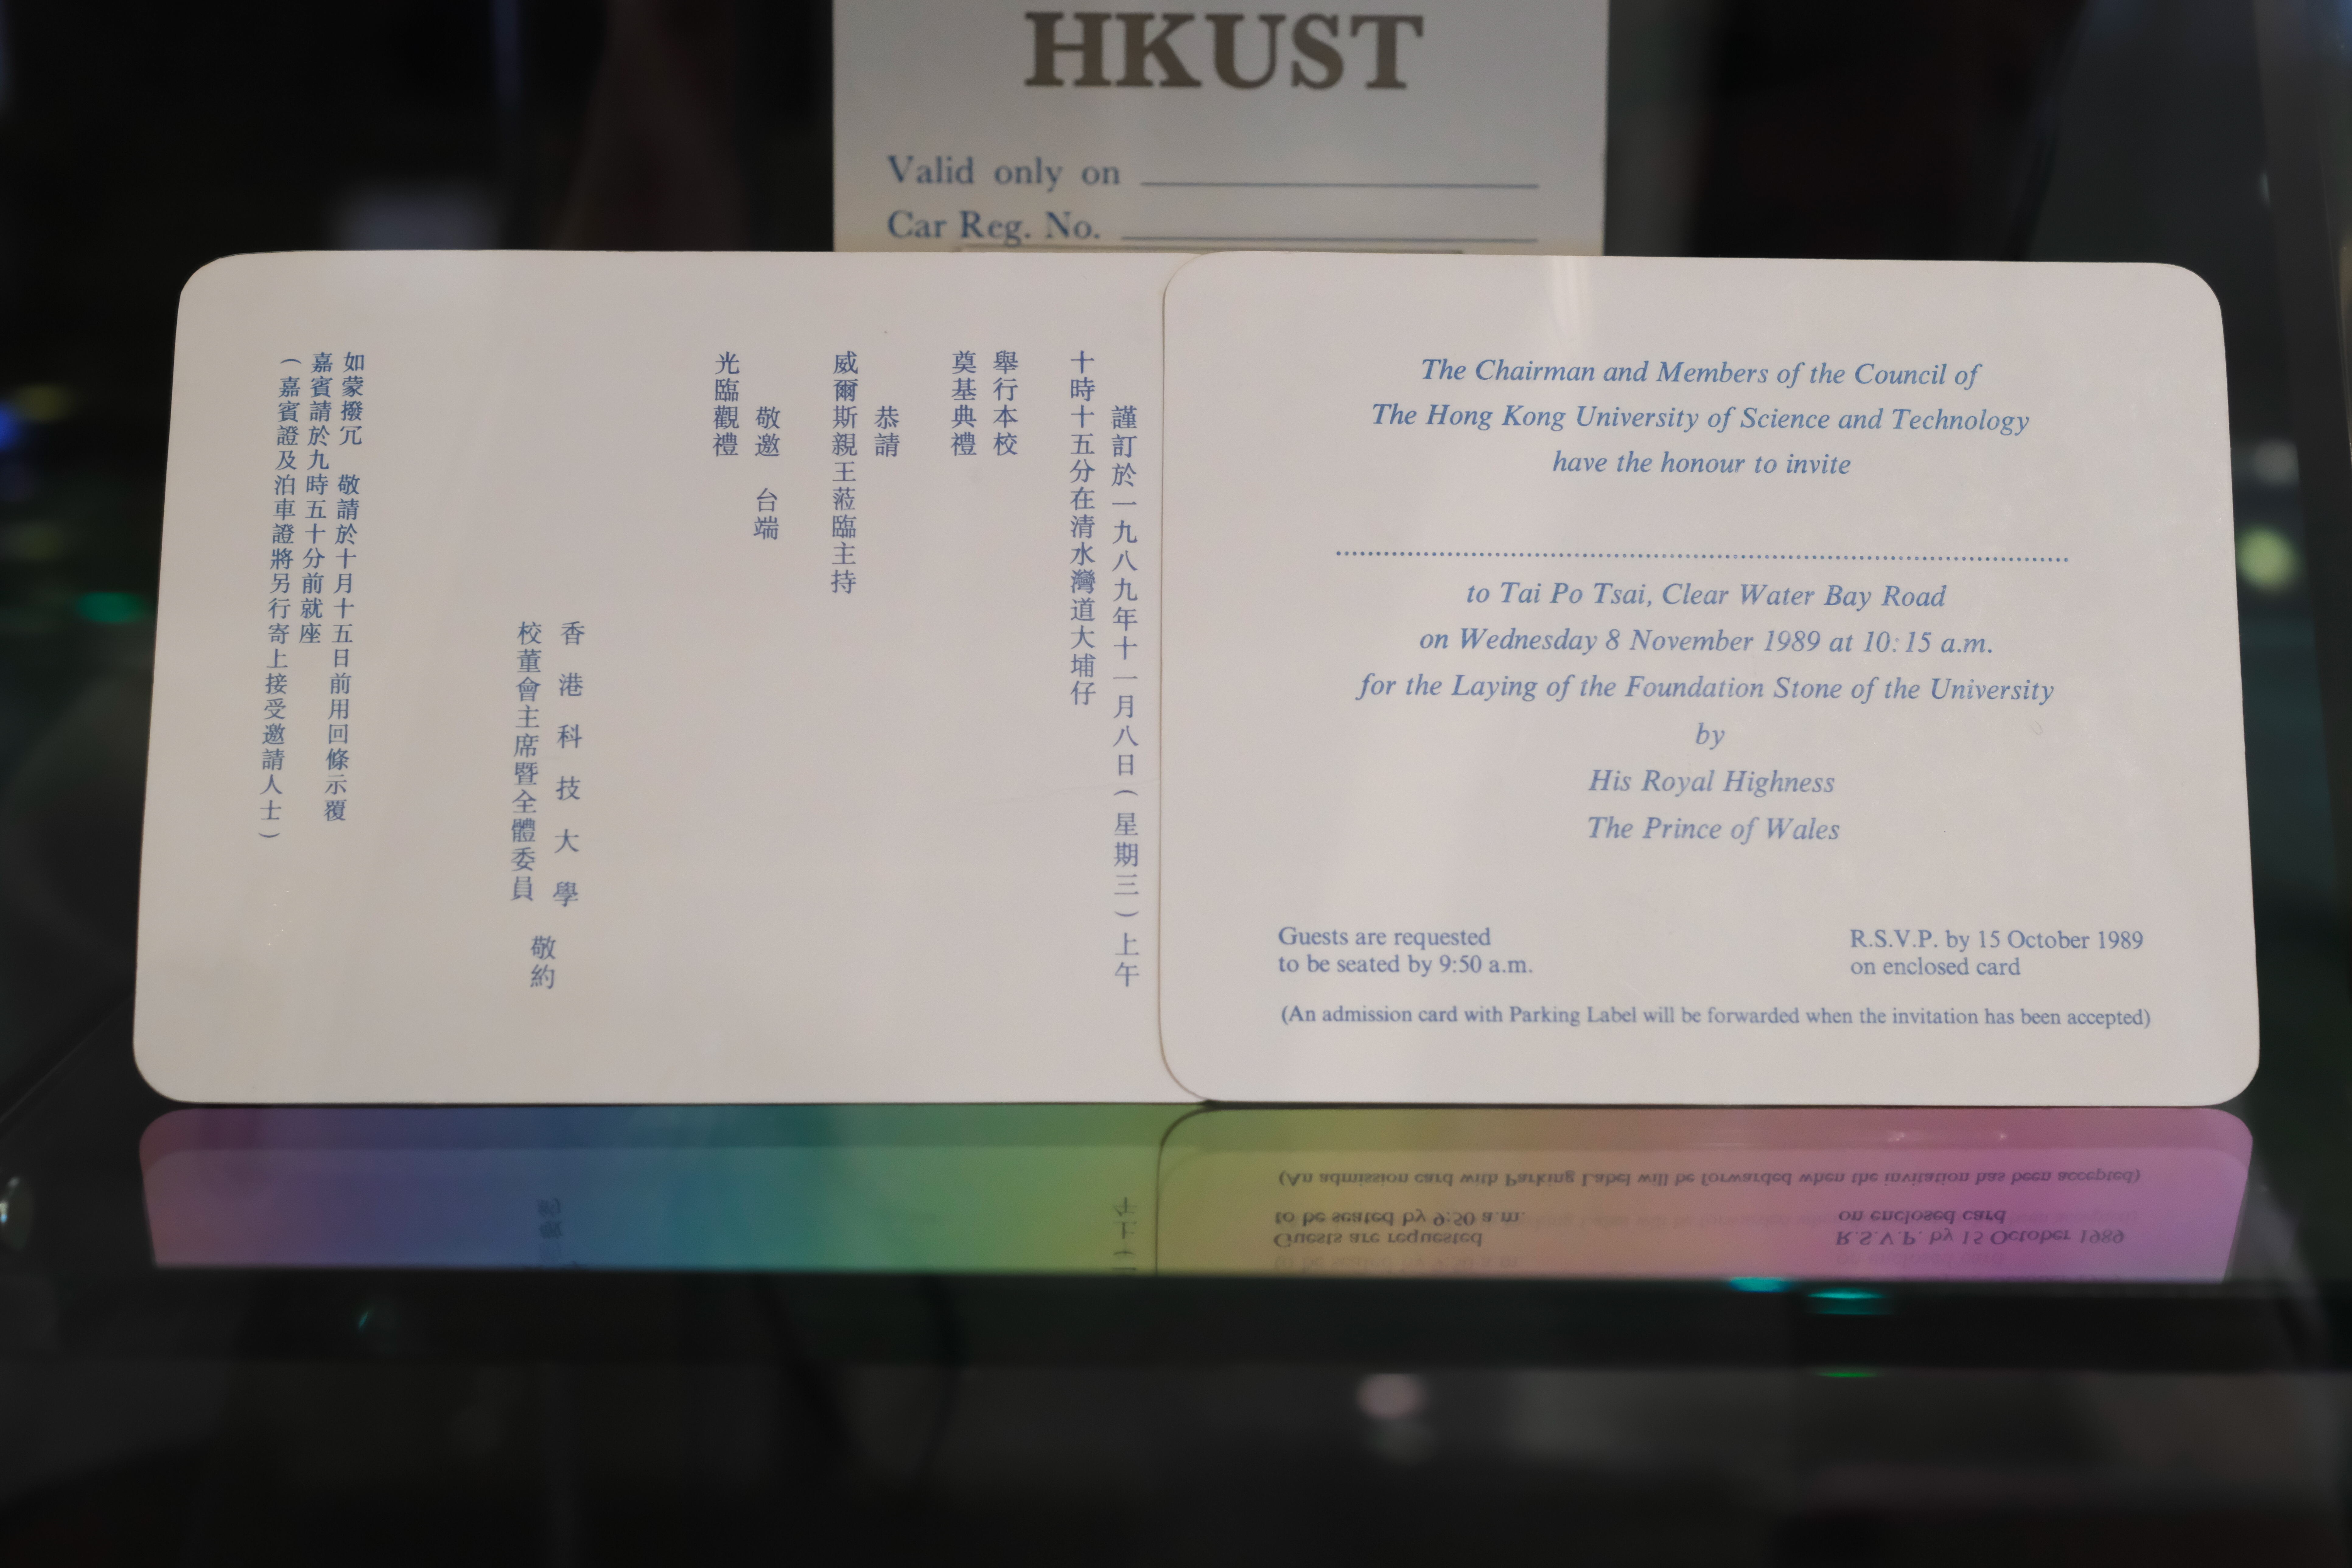 HKUST
Valid only on
Car Reg. No.
謹訂於一九八九年十一月八日（星期三）上午
十時十五分在清水灣道大埔仔
舉行本校
奠基典禮
恭請
威爾斯親王蒞臨主持
敬邀 台端
光臨觀禮
香港科技大學
校董會主席暨全體委員
敬約
如蒙撥冗 敬請於十月十五日前用回條示覆
嘉賓請於九時五十分前就座
（嘉賓證及泊車證將另行寄上接受邀請人士）
The Chairman and Members of the Council of
The Hong Kong University of Science and Technology
have the honour to invite
to Tai Po Tsai, Clear Water Bay Road
on Wednesday 8 November 1989 at 10:15 a.m.
for the Laying of the Foundation Stone of the University
by
His Royal Highness
The Prince of Wales
Guests are requested
to be seated by 9:50 a.m.
R.S.V.P. by 15 October 1989
on enclosed card
(An admission card with Parking Label will be forwarded when the invitation has been accepted)